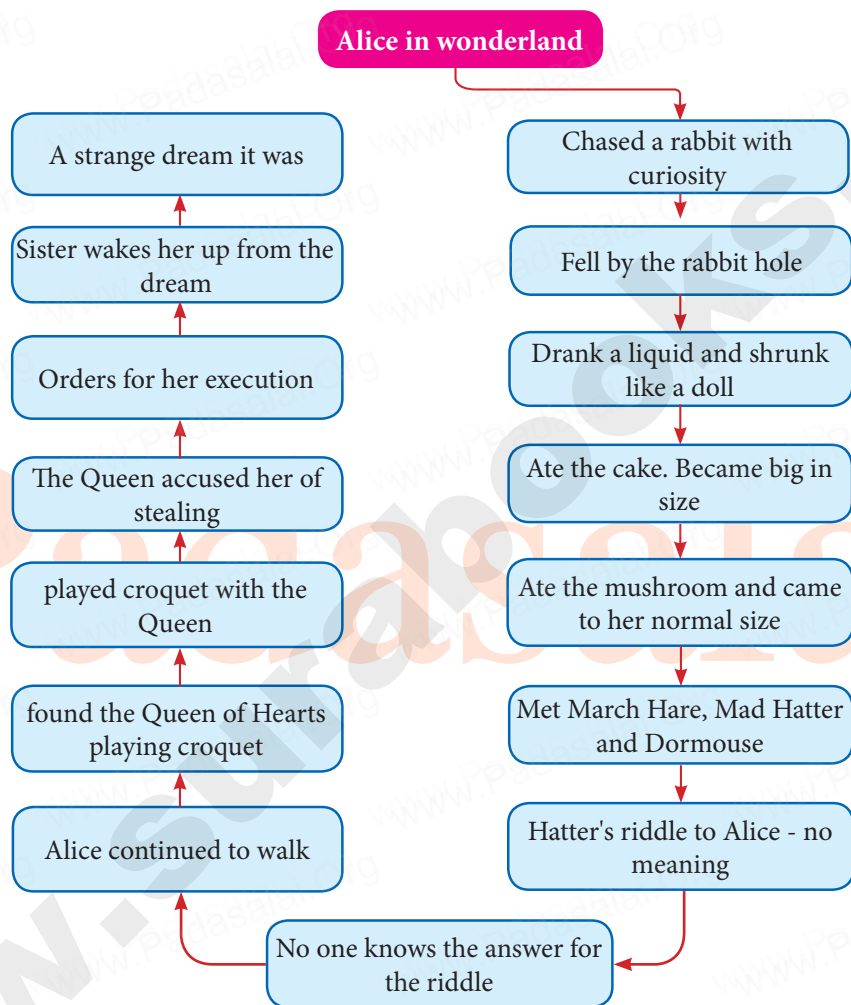 Alice in wonderland
Chased a rabbit with
curiosity
Fell by the rabbit hole
Drank a liquid and shrunk
like a doll
Ate the cake. Became big in
size
Ate the mushroom and came
to her normal size
Met March Hare, Mad Hatter
and Dormouse
Hatter's riddle to Alice - no
meaning
No one knows the answer for
the riddle
Alice continued to walk
found the Queen of Hearts
playing croquet
played croquet with the
Queen
The Queen accused her of
stealing
Orders for her execution
Sister wakes her up from the
dream
A strange dream it was